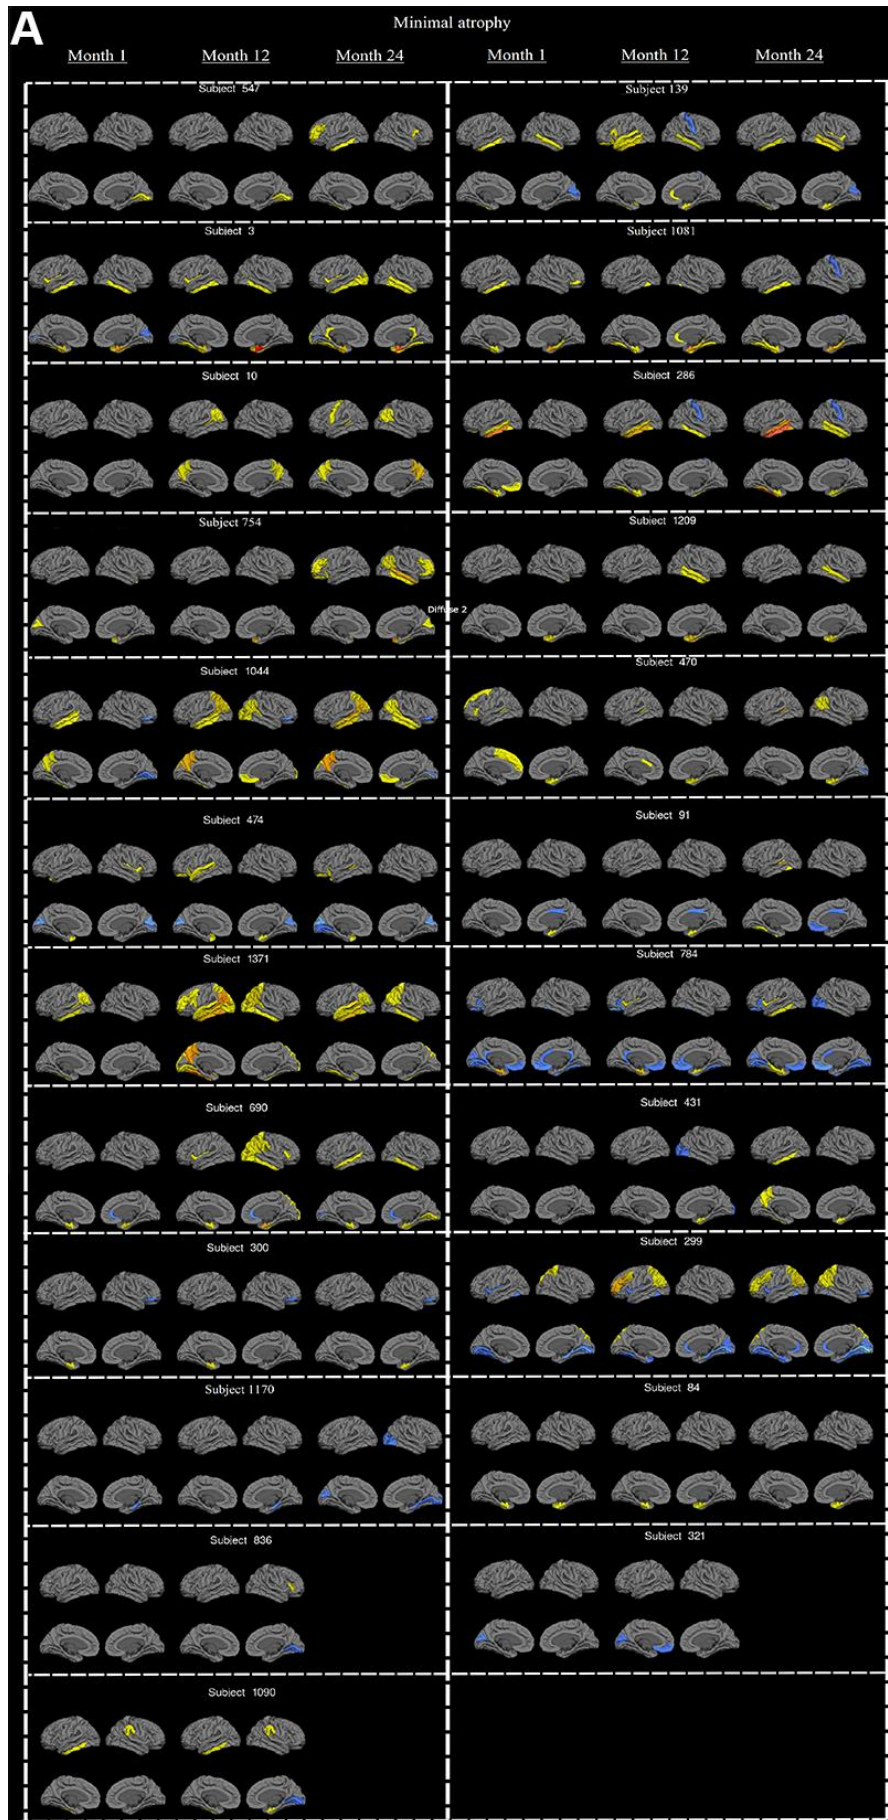 A
Minimal atrophy
Month 1 Month 12 Month 24 Month 1 Month 12 Month 24
Subject 547 Subject 139
Subject 3 Subject 1081
Subject 10 Subject 286
Subject 754 Subject 1209
Diffuse 2
Subject 1044 Subject 470
Subject 474 Subject 91
Subject 1371 Subject 784
Subject 690 Subject 431
Subject 300 Subject 299
Subject 1170 Subject 84
Subject 836 Subject 321
Subject 1090